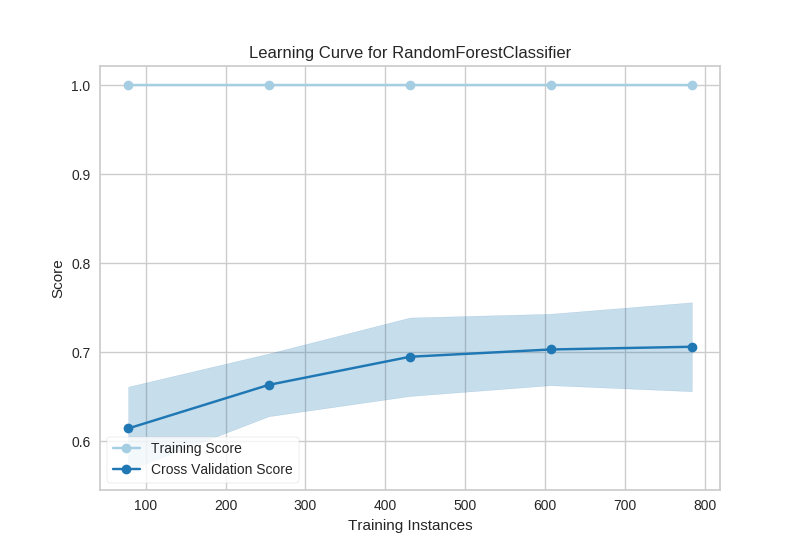 Learning Curve for RandomForestClassifier
1.0
0.9
0.8
0.7
0.6
Score
Training Score
Cross Validation Score
100 200 300 400 500 600 700 800
Training Instances